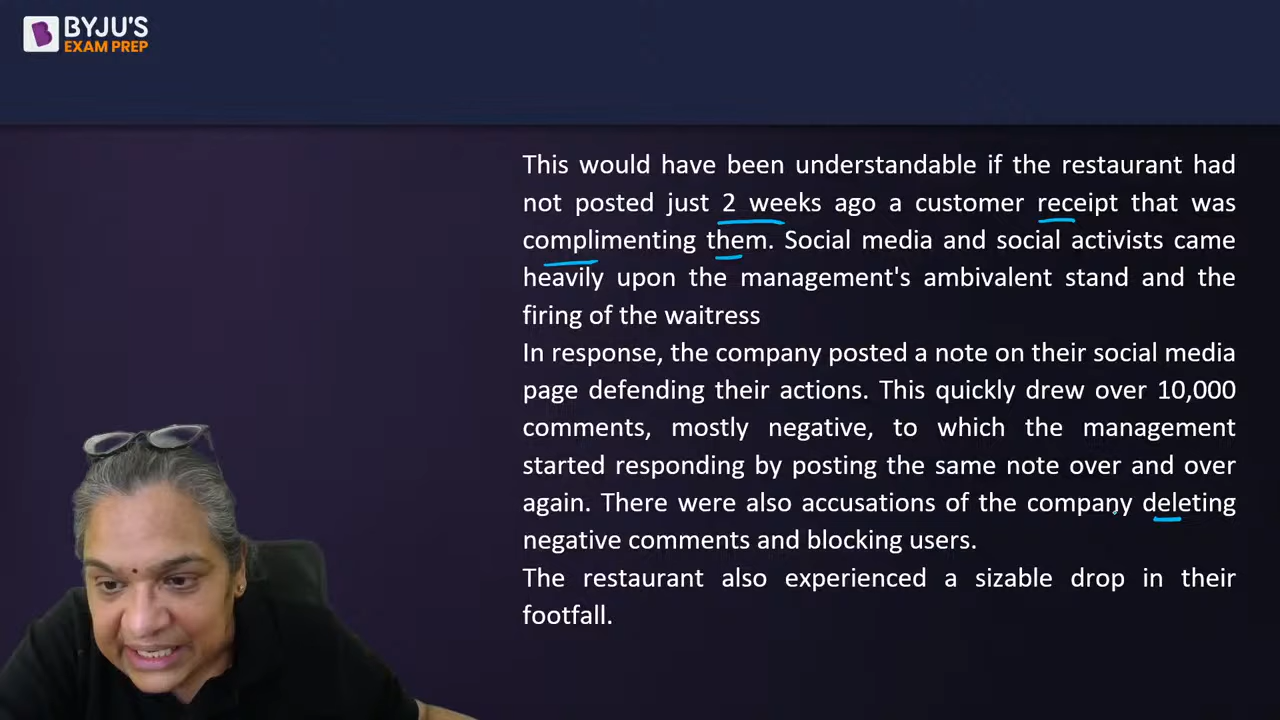 BYJU'S
EXAM PREP
This would have been understandable if the restaurant had
not posted just 2 weeks ago a customer receipt that was
complimenting them. Social media and social activists came
heavily upon the management's ambivalent stand and the
firing of the waitress
In response, the company posted a note on their social media
page defending their actions. This quickly drew over 10,000
comments, mostly negative, to which the management
started responding by posting the same note over and over
again. There were also accusations of the company deleting
negative comments and blocking users.
The restaurant also experienced a sizable drop in their
footfall.